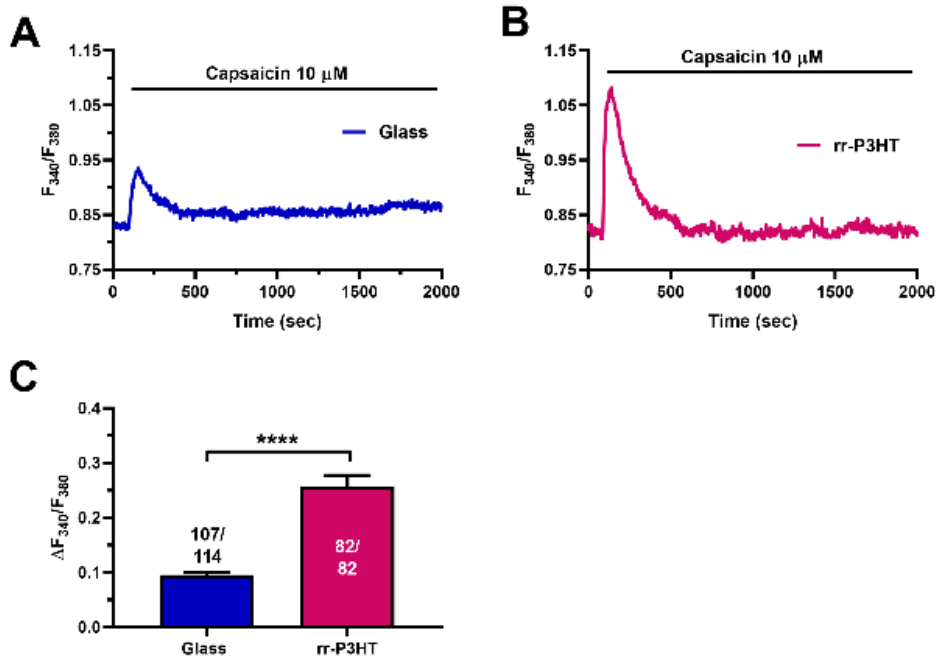 A
B
1.15
1.05
0.95
0.85
0.75
F340/F380
Capsaicin 10 µM
Glass
0
500
1000
1500
2000
Time (sec)
1.15
1.05
0.95
0.85
0.75
F340/F380
Capsaicin 10 µM
rr-P3HT
0
500
1000
1500
2000
Time (sec)
C
0.4
0.3
0.2
0.1
0.0
ΔF340/F380
****
107/
114
82/
82
Glass
rr-P3HT